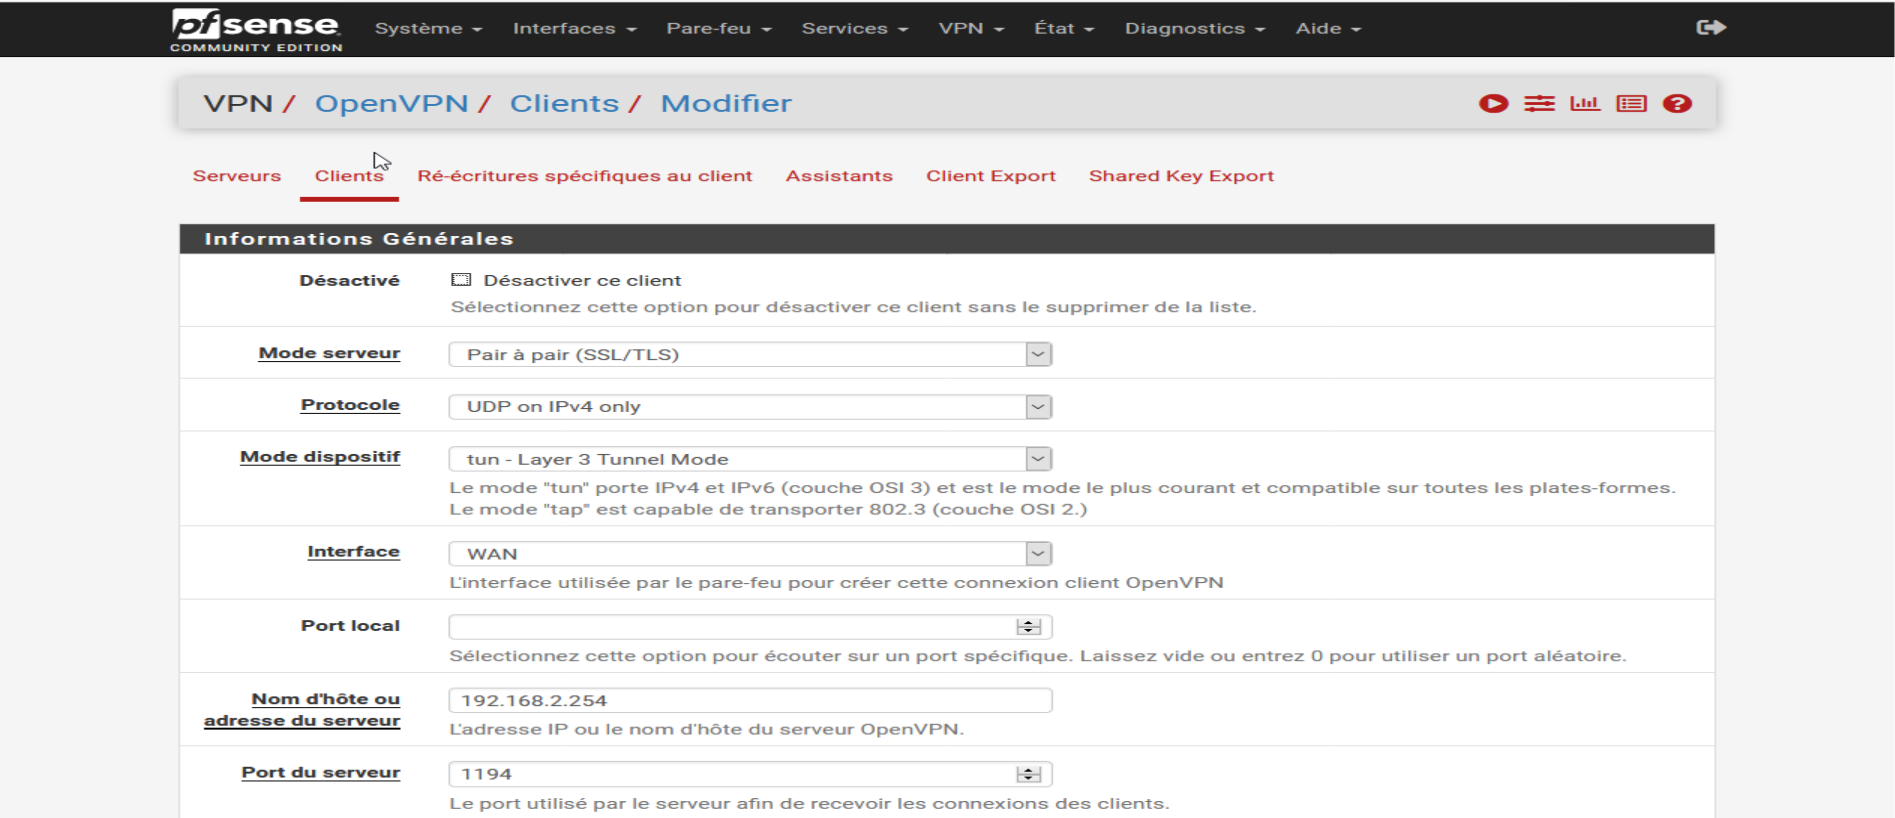 pfsense
COMMUNITY EDITION
Système Interfaces Pare-feu Services VPN État Diagnostics Aide
VPN / OpenVPN / Clients / Modifier
Serveurs Clients Ré-écritures spécifiques au client Assistants Client Export Shared Key Export
Informations Générales
Désactivé Désactiver ce client
Sélectionnez cette option pour désactiver ce client sans le supprimer de la liste.
Mode serveur Pair à pair (SSL/TLS)
Protocole UDP on IPv4 only
Mode dispositif tun - Layer 3 Tunnel Mode
Le mode "tun" porte IPv4 et IPv6 (couche OSI 3) et est le mode le plus courant et compatible sur toutes les plates-formes.
Le mode "tap" est capable de transporter 802.3 (couche OSI 2.)
Interface WAN
L'interface utilisée par le pare-feu pour créer cette connexion client OpenVPN
Port local
Sélectionnez cette option pour écouter sur un port spécifique. Laissez vide ou entrez 0 pour utiliser un port aléatoire.
Nom d'hôte ou
adresse du serveur
192.168.2.254
L'adresse IP ou le nom d'hôte du serveur OpenVPN.
Port du serveur 1194
Le port utilisé par le serveur afin de recevoir les connexions des clients.